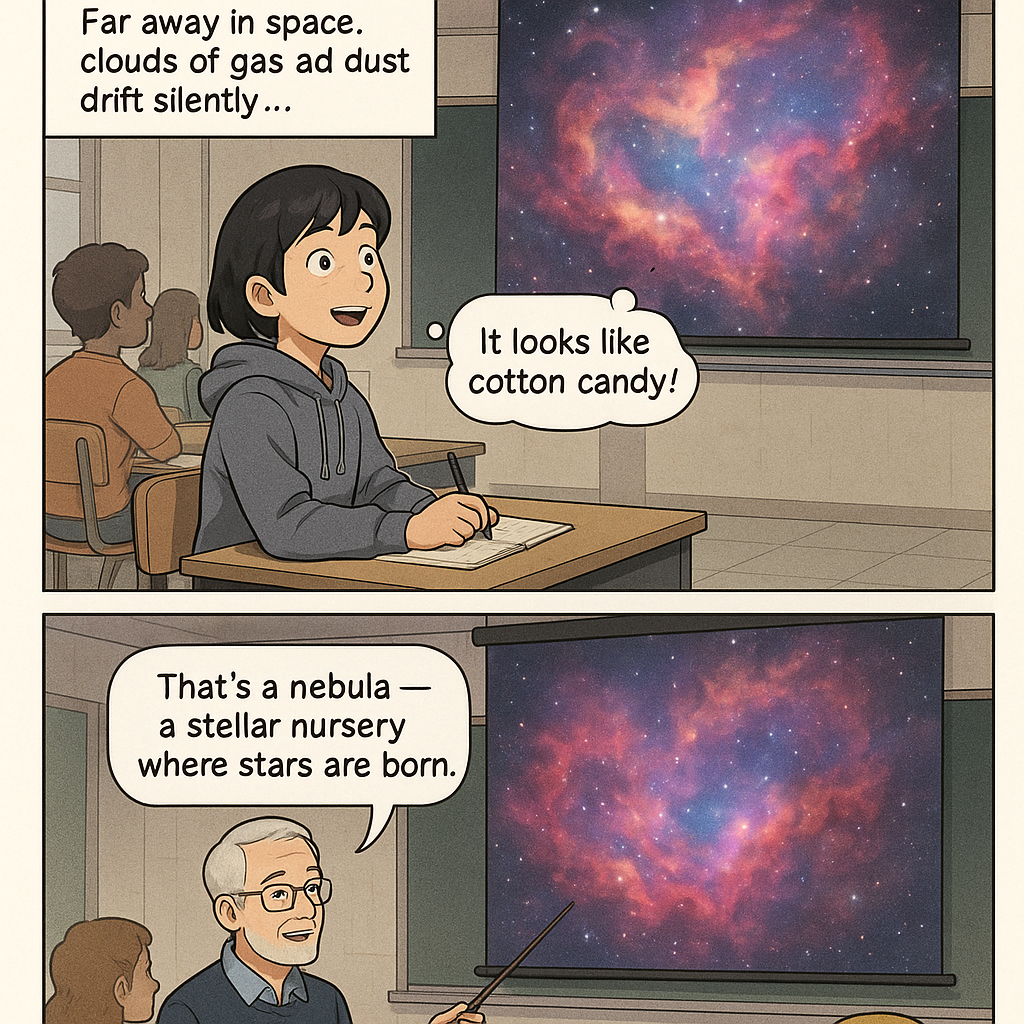 Far away in space.
clouds of gas ad dust
drift silently...
It looks like
cotton candy!
That's a nebula —
a stellar nursery
where stars are born.